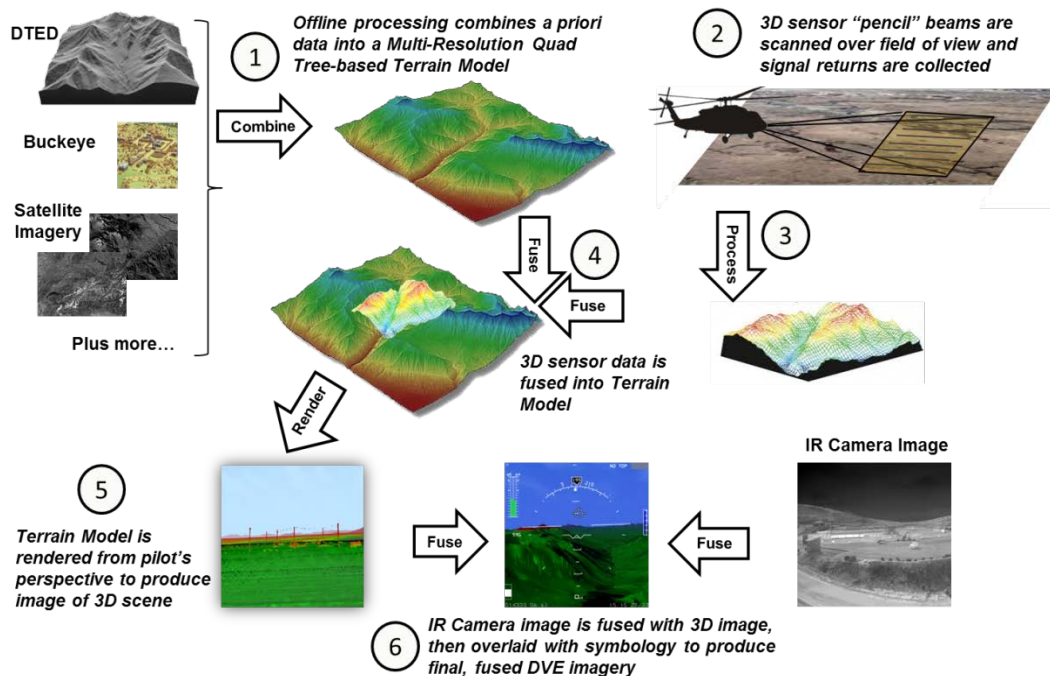 DTED
1
Offline processing combines a priori
data into a Multi-Resolution Quad
Tree-based Terrain Model
2
3D sensor “pencil” beams are
scanned over field of view and
signal returns are collected
Buckeye
Combine
Satellite
Imagery
Plus more…
Fuse
4
Fuse
Process
3
3D sensor data is
fused into Terrain
Model
Render
5
Terrain Model is
rendered from pilot’s
perspective to produce
image of 3D scene
Fuse
NO TOP
Fuse
IR Camera Image
6
IR Camera image is fused with 3D image,
then overlaid with symbology to produce
final, fused DVE imagery